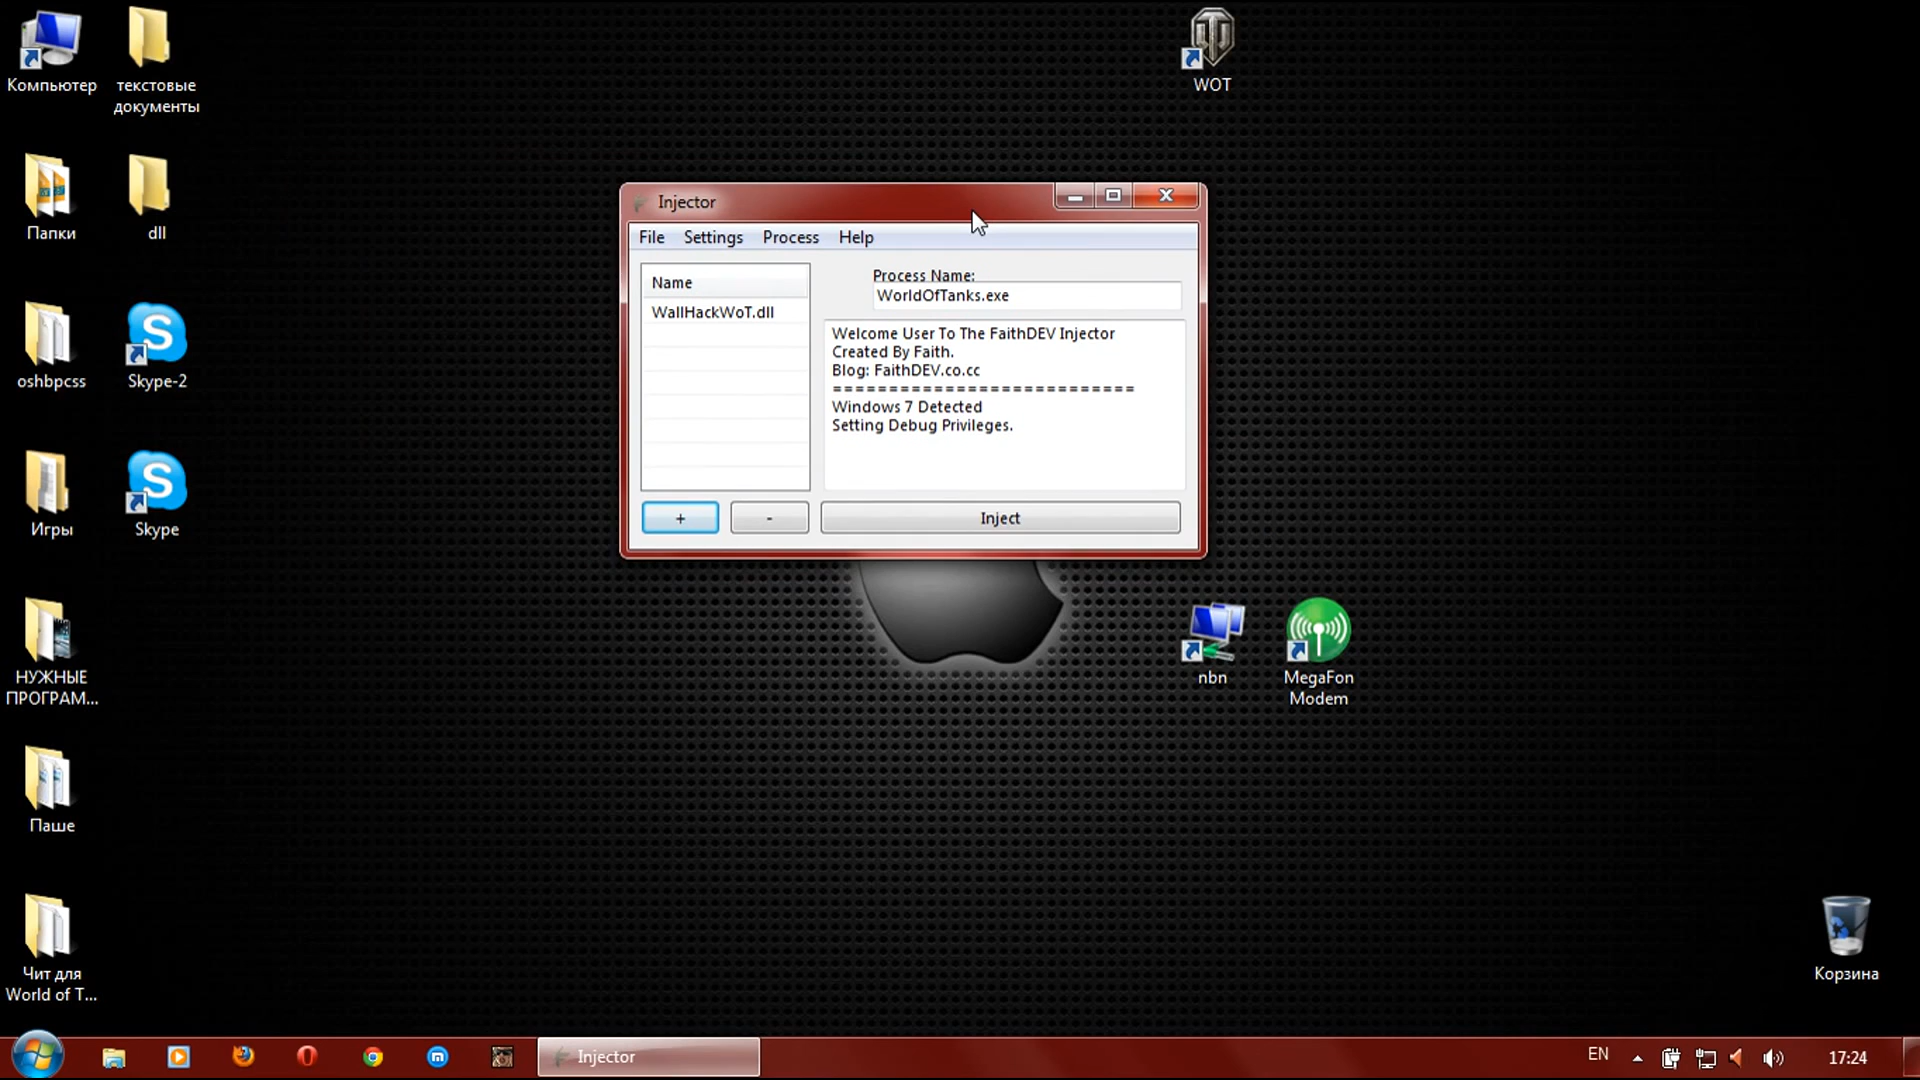 Компьютер
текстовые
документы
WOT
Папки
dll
oshbpcss
Skype-2
Игры
Skype
НУЖНЫЕ
ПРОГРАМ...
Паше
Чит для
World of T...
Injector
File Settings Process Help
Name
WallHackWoT.dll
Process Name:
WorldOfTanks.exe
Welcome User To The FaithDEV Injector
Created By Faith.
Blog: FaithDEV.co.cc
===========================
Windows 7 Detected
Setting Debug Privileges.
+ - Inject
nbn
MegaFon
Modem
Корзина
Injector
EN
17:24